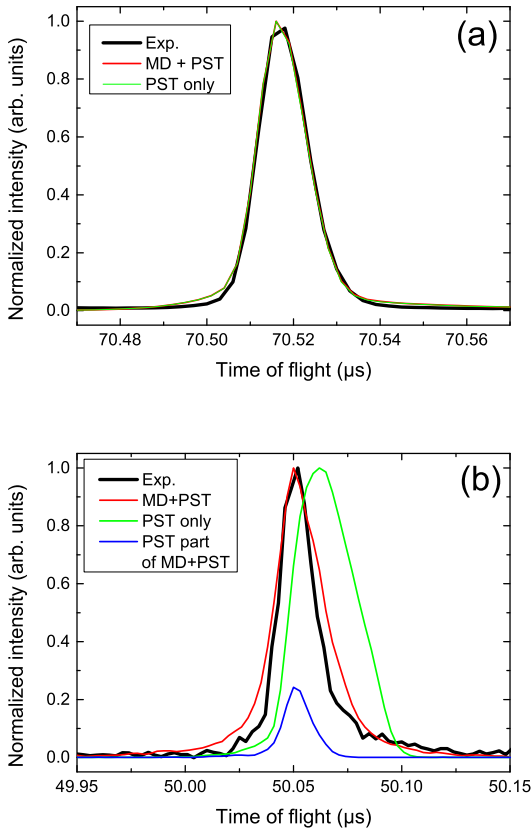 (a)
Exp.
MD + PST
PST only
Normalized intensity (arb. units)
1.0
0.8
0.6
0.4
0.2
0.0
70.48
70.50
70.52
70.54
70.56
Time of flight (µs)
(b)
Exp.
MD+PST
PST only
PST part
of MD+PST
Normalized intensity (arb. units)
1.0
0.8
0.6
0.4
0.2
0.0
49.95
50.00
50.05
50.10
50.15
Time of flight (µs)